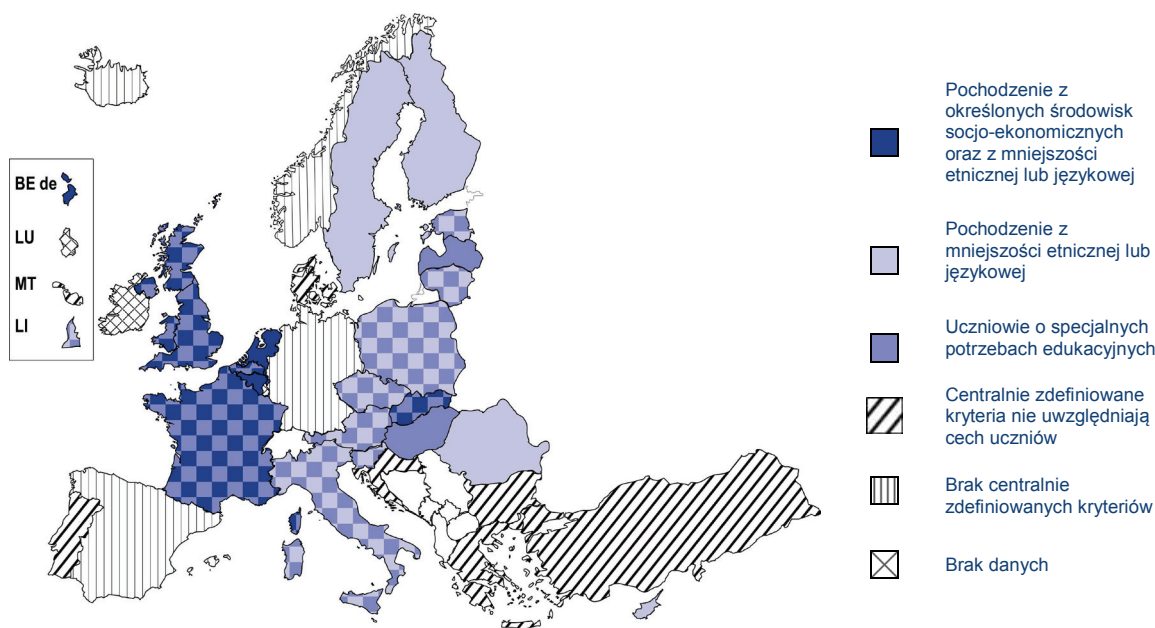 BE de
LU
MT
LI
Pochodzenie z
określonych środowisk
socjo-ekonomicznych
oraz z mniejszości
etnicznej lub językowej
Pochodzenie z
mniejszości etnicznej lub
językowej
Uczniowie o specjalnych
potrzebach edukacyjnych
Centralnie zdefiniowane
kryteria nie uwzględniają
cech uczniów
Brak centralnie
zdefiniowanych kryteriów
Brak danych